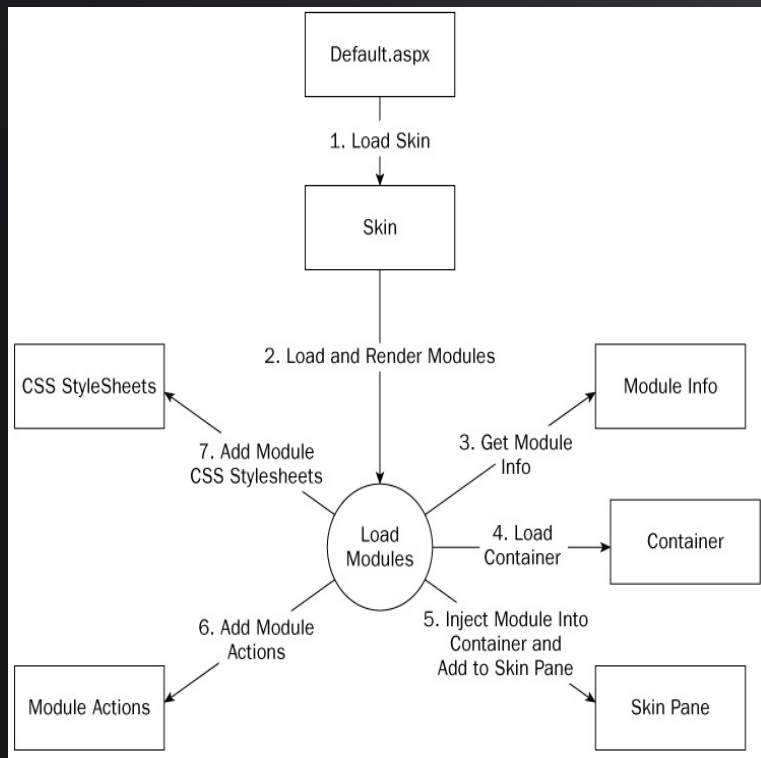 Default.aspx
1. Load Skin
Skin
2. Load and Render Modules
CSS StyleSheets
Module Info
7. Add Module
CSS Stylesheets
3. Get Module
Info
Load
Modules
4. Load
Container
Container
6. Add Module
Actions
5. Inject Module Into
Container and
Add to Skin Pane
Module Actions
Skin Pane